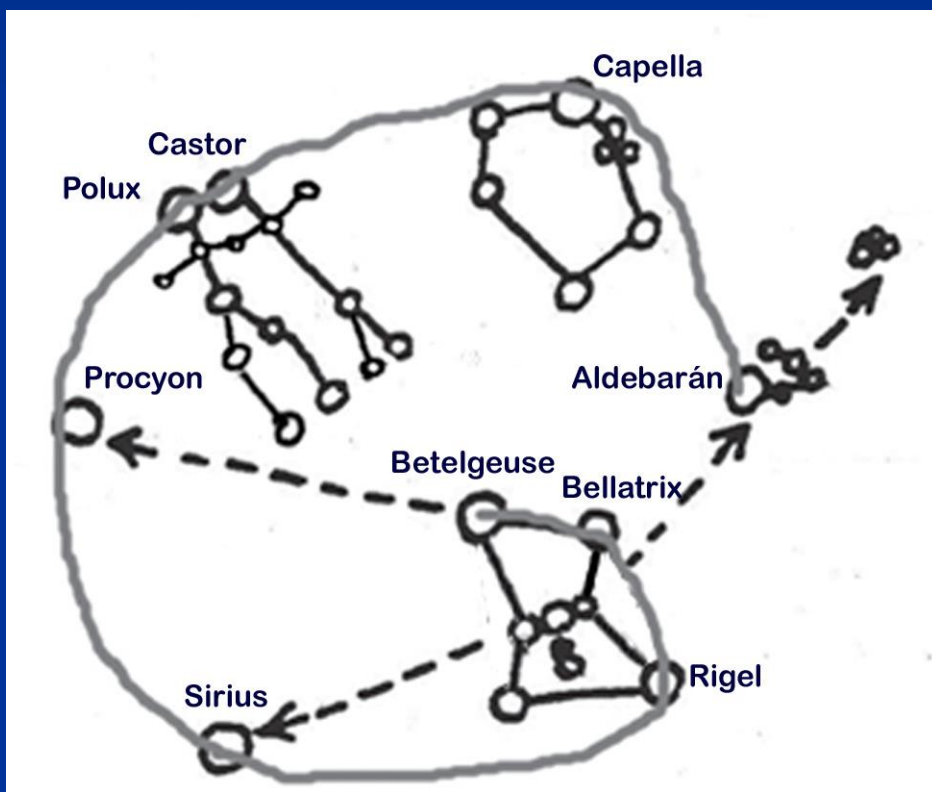 Capella
Castor
Polux
Procyon
Aldebarán
Betelgeuse
Bellatrix
Rigel
Sirius